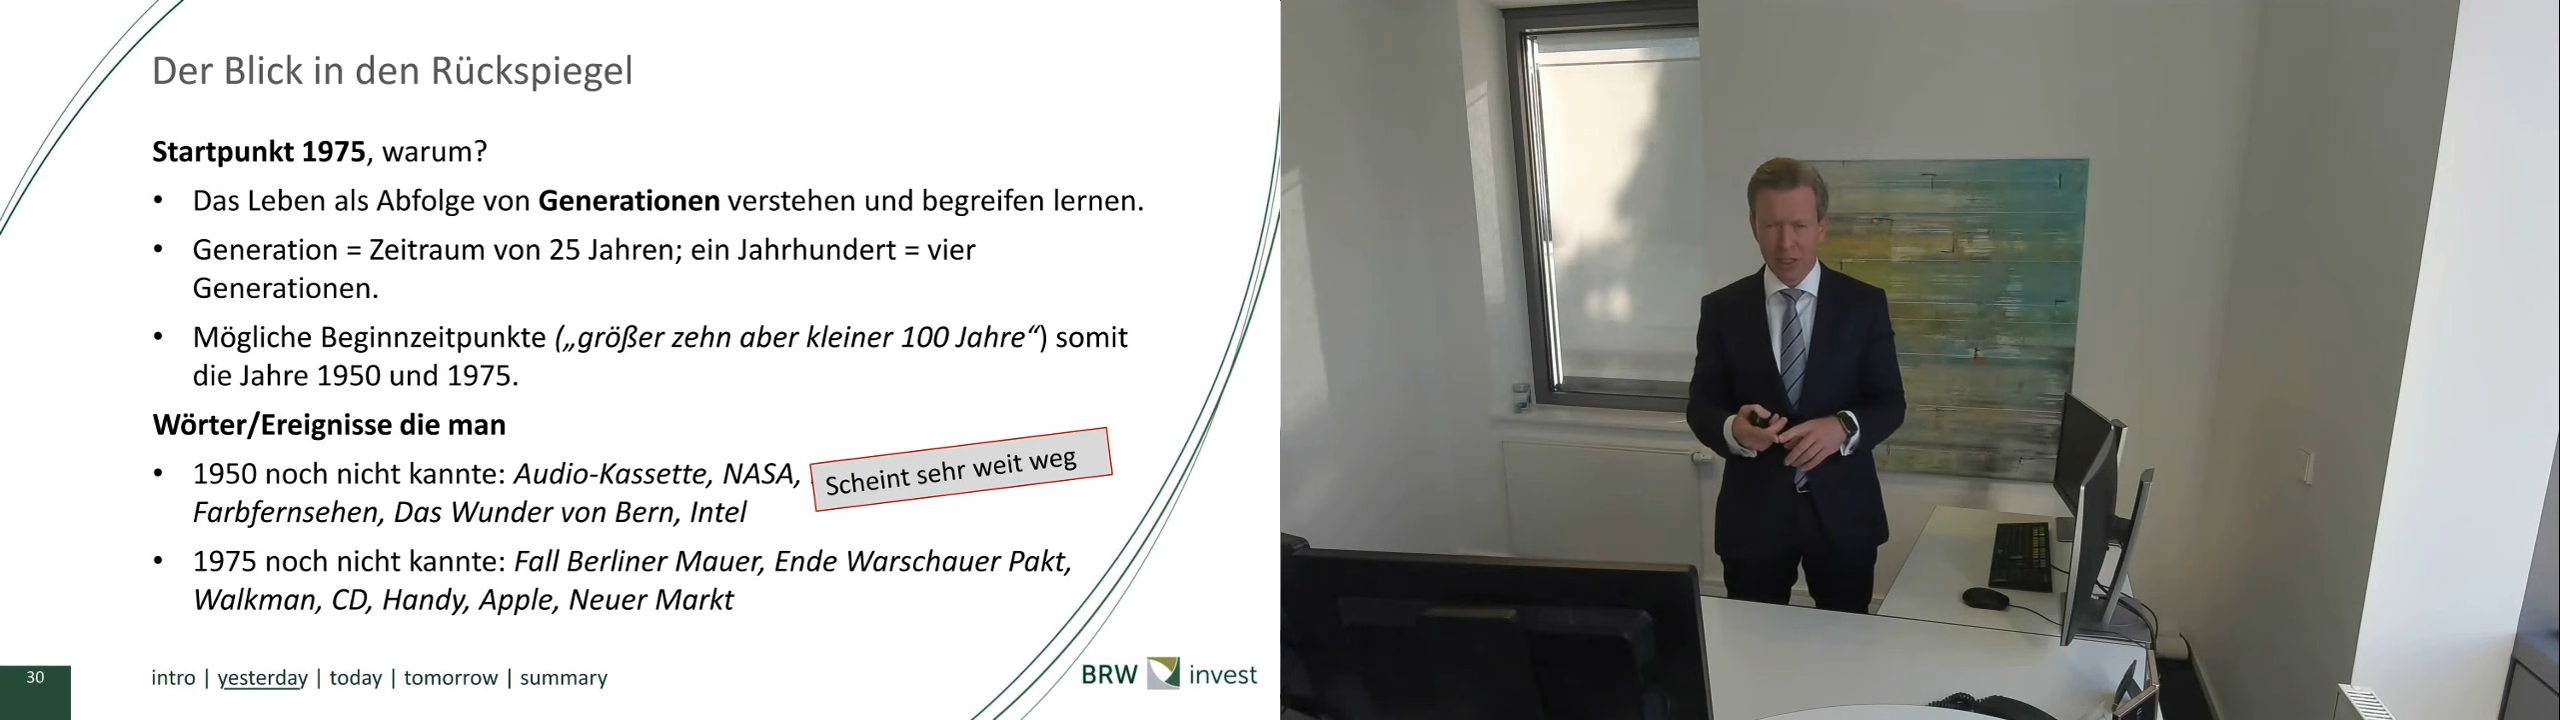 Der Blick in den Rückspiegel
Startpunkt 1975, warum?
• Das Leben als Abfolge von Generationen verstehen und begreifen lernen.
• Generation = Zeitraum von 25 Jahren; ein Jahrhundert = vier
Generationen.
• Mögliche Beginnzeitpunkte („größer zehn aber kleiner 100 Jahre“) somit
die Jahre 1950 und 1975.
Wörter/Ereignisse die man
• 1950 noch nicht kannte: Audio-Kassette, NASA,
Scheint sehr weit weg
Farbfernsehen, Das Wunder von Bern, Intel
• 1975 noch nicht kannte: Fall Berliner Mauer, Ende Warschauer Pakt,
Walkman, CD, Handy, Apple, Neuer Markt
30
intro | yesterday | today | tomorrow | summary
BRW invest